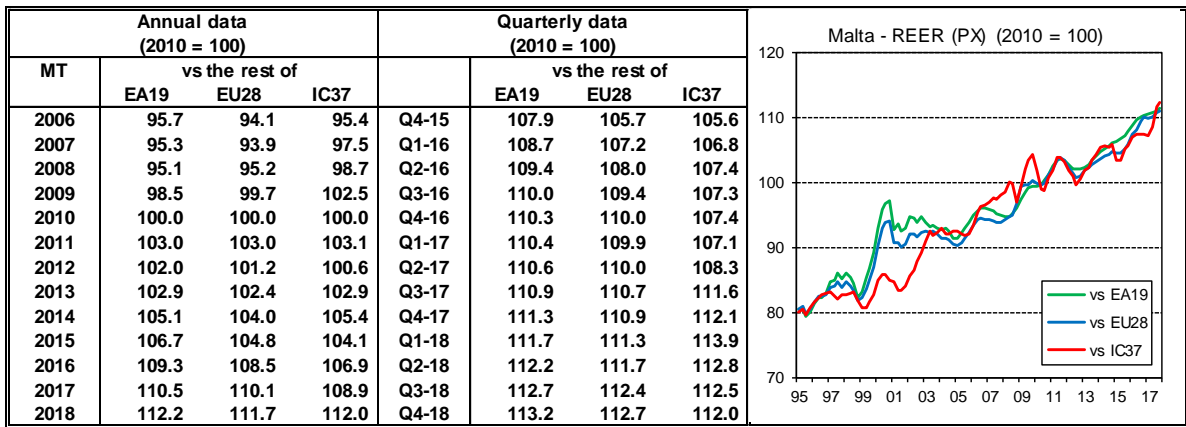 Annual data Quarterly data
(2010 = 100) (2010 = 100)
MT vs the rest of vs the rest of
EA19 EU28 IC37 EA19 EU28 IC37
2006 95.7 94.1 95.4 Q4-15 107.9 105.7 105.6
2007 95.3 93.9 97.5 Q1-16 108.7 107.2 106.8
2008 95.1 95.2 98.7 Q2-16 109.4 108.0 107.4
2009 98.5 99.7 102.5 Q3-16 110.0 109.4 107.3
2010 100.0 100.0 100.0 Q4-16 110.3 110.0 107.4
2011 103.0 103.0 103.1 Q1-17 110.4 109.9 107.1
2012 102.0 101.2 100.6 Q2-17 110.6 110.0 108.3
2013 102.9 102.4 102.9 Q3-17 110.9 110.7 111.6
2014 105.1 104.0 105.4 Q4-17 111.3 110.9 112.1
2015 106.7 104.8 104.1 Q1-18 111.7 111.3 113.9
2016 109.3 108.5 106.9 Q2-18 112.2 111.7 112.8
2017 110.5 110.1 108.9 Q3-18 112.7 112.4 112.5
2018 112.2 111.7 112.0 Q4-18 113.2 112.7 112.0
Malta - REER (PX) (2010 = 100)
120
110
100
90
80
70
vs EA19
vs EU28
vs IC37
95 97 99 01 03 05 07 09 11 13 15 17